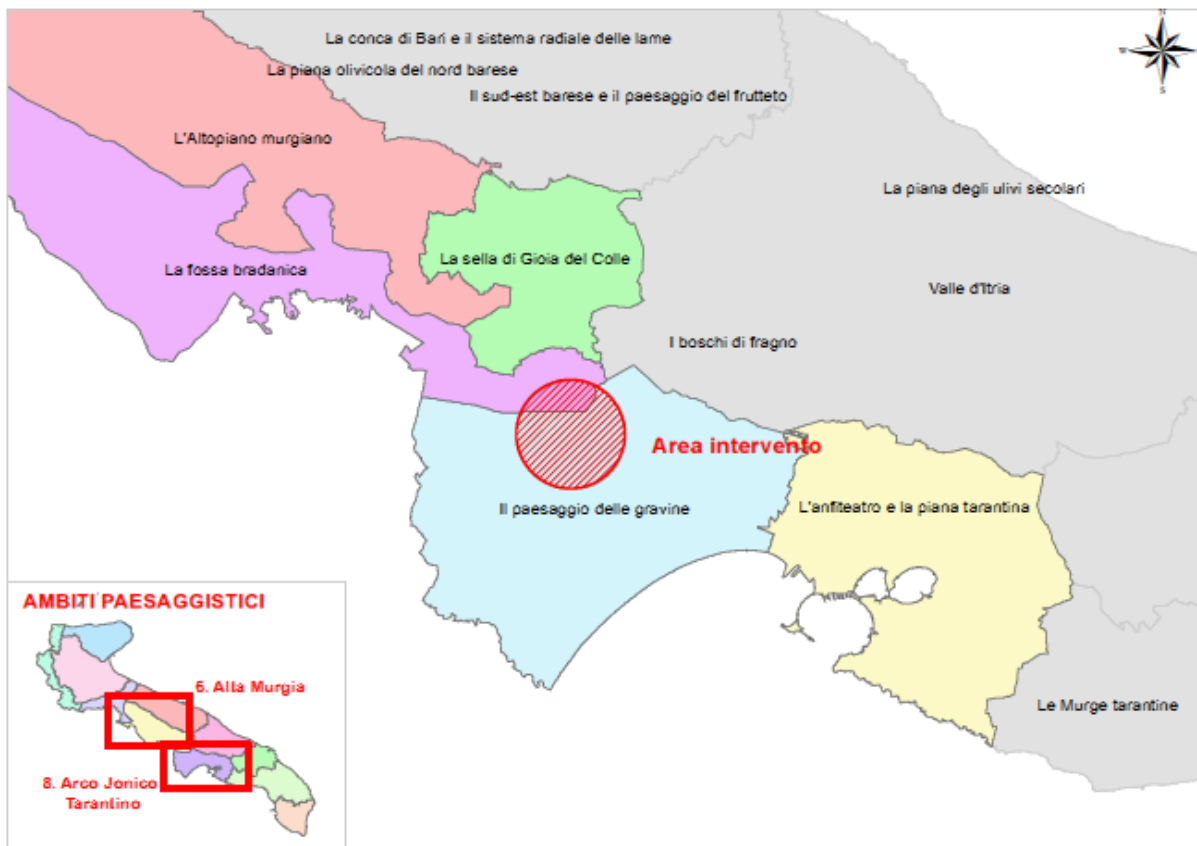 N
W
S
La conca di Bari e il sistema radiale delle lame
La piana olivicola del nord barese
Il sud-est barese e il paesaggio del frutteto
L'Altopiano murgiano
La piana degli ulivi secolari
La sella di Gioia del Colle
La fossa bradanica
Valle d'Itria
I boschi di fragno
Area intervento
Il paesaggio delle gravine
L'anfiteatro e la piana tarantina
AMBITI PAESAGGISTICI
6. Alta Murgia
Le Murge tarantine
8. Arco Jonico
Tarantino